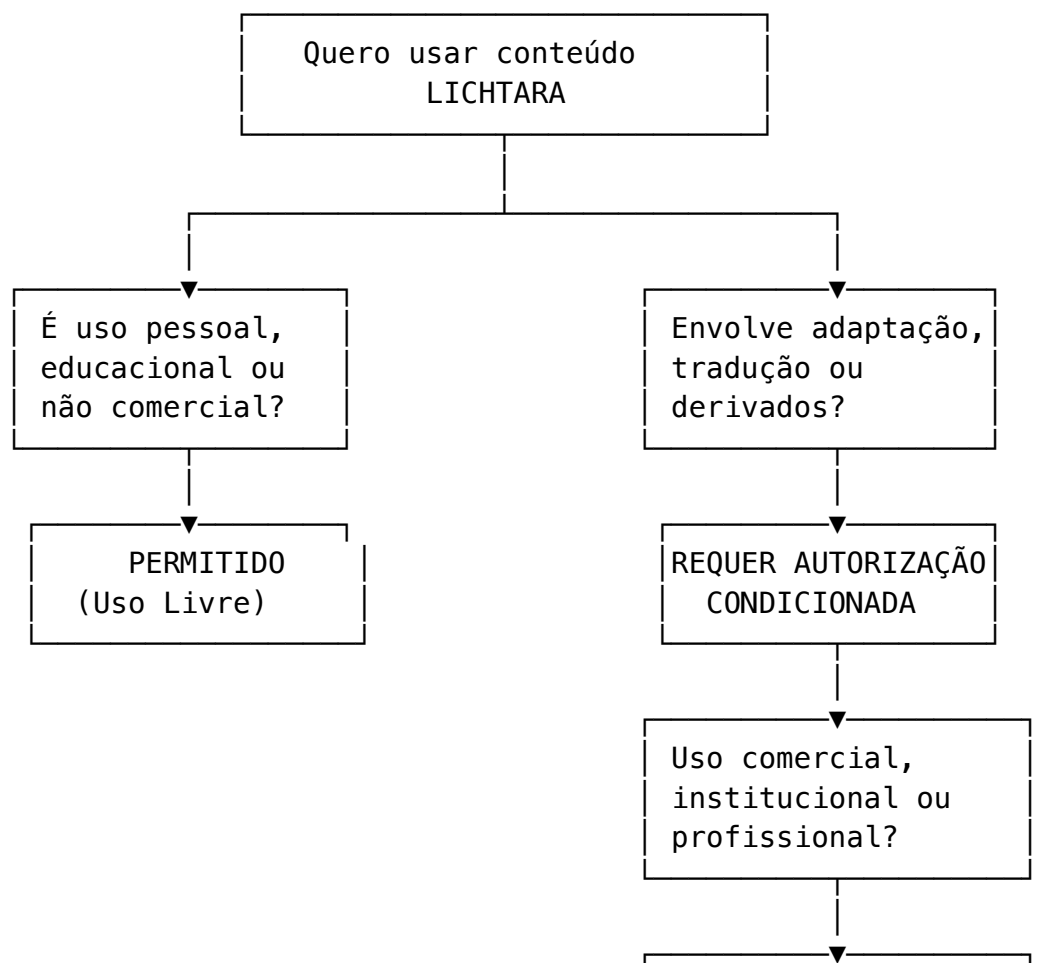 Quero usar conteúdo
LICHTARA
É uso pessoal,
educacional ou
não comercial?
Envolve adaptação,
tradução ou
derivados?
PERMITIDO
(Uso Livre)
REQUER AUTORIZAÇÃO
CONDICIONADA
Uso comercial,
institucional ou
profissional?